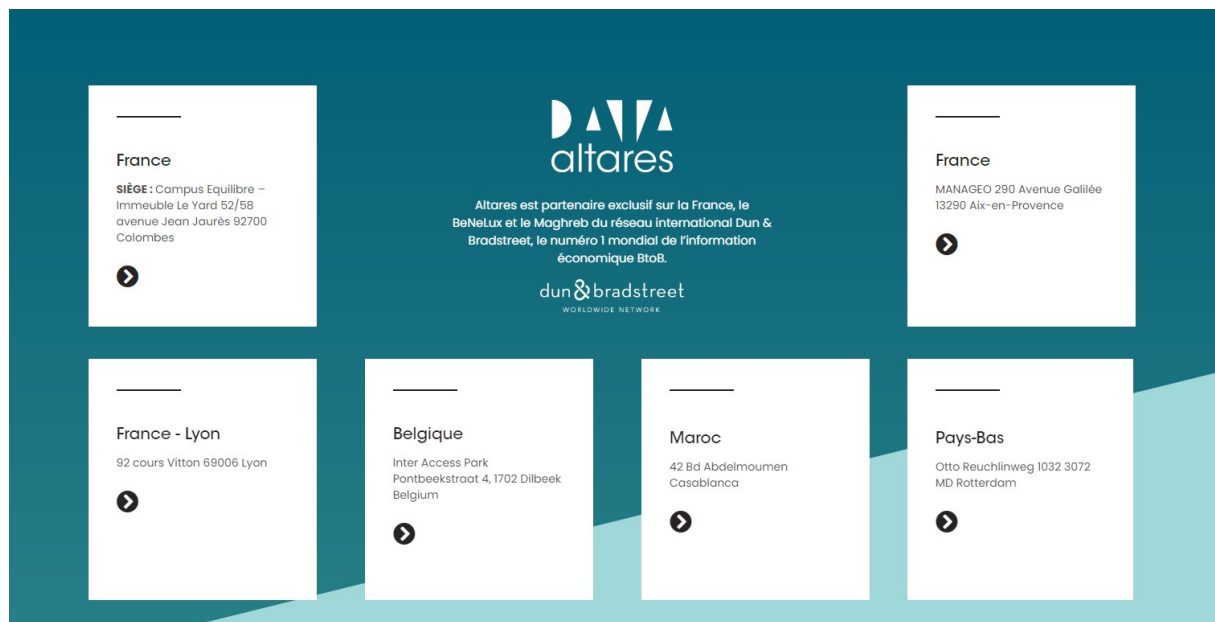 France
SIÈGE : Campus Equilibre –
Immeuble Le Yard 52/58
avenue Jean Jaurès 92700
Colombes
DATA
altares
Altares est partenaire exclusif sur la France, le
BeNeLux et le Maghreb du réseau international Dun &
Bradstreet, le numéro 1 mondial de l'information
économique BtoB.
dun & bradstreet
WORLDWIDE NETWORK
France
MANAGEO 290 Avenue Galilée
13290 Aix-en-Provence
France - Lyon
92 cours Vitton 69006 Lyon
Belgique
Inter Access Park
Pontbeekstraat 4, 1702 Dilbeek
Belgium
Maroc
42 Bd Abdelmoumen
Casablanca
Pays-Bas
Otto Reuchlinweg 1032 3072
MD Rotterdam